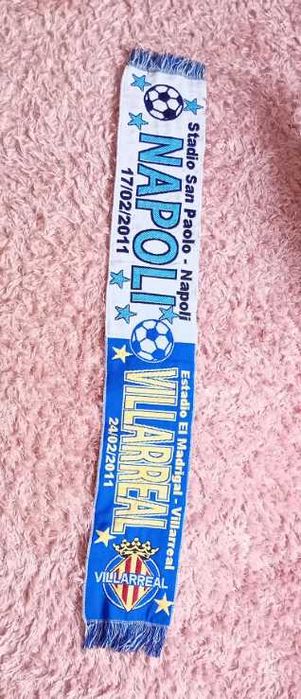 Stadio San Paolo - Napoli
NAPOLI
17/02/2011
Estadio El Madrigal - Villarreal
VILLARREAL
24/02/2011
VILLARREAL